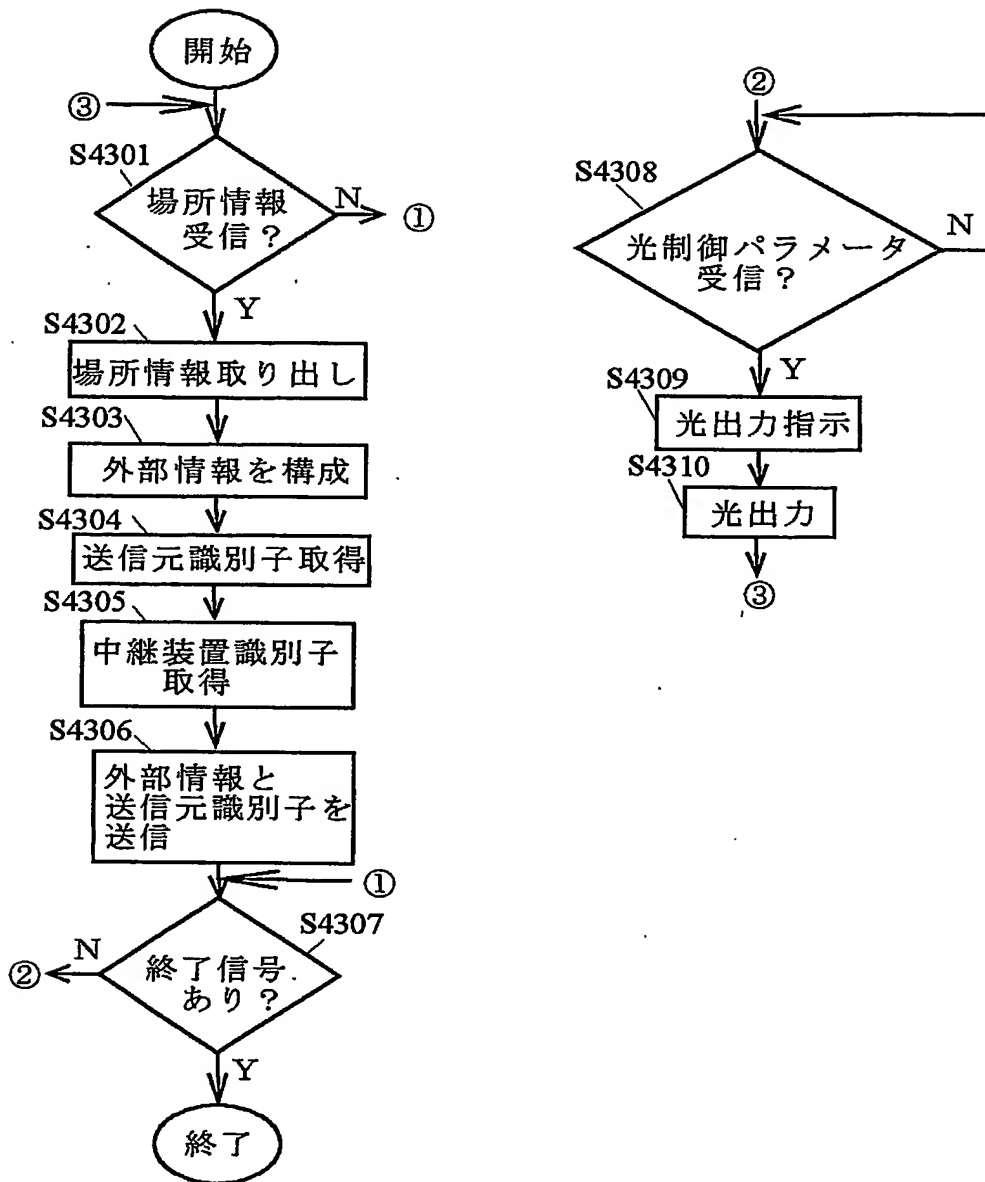 開始
③
S4301
場所情報
受信？
N
①
Y
S4302
場所情報取り出し
S4303
外部情報を構成
S4304
送信元識別子取得
S4305
中継装置識別子
取得
S4306
外部情報と
送信元識別子を
送信
①
S4307
N
②
終了信号
あり？
Y
終了
②
S4308
N
光制御パラメータ
受信？
Y
S4309
光出力指示
S4310
光出力
③